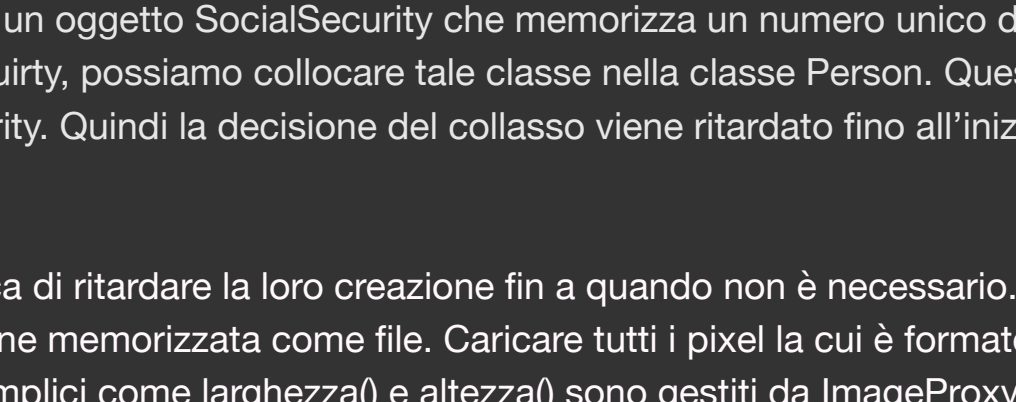 un oggetto SocialSecurity che memorizza un numero unico d
uirty, possiamo collocare tale classe nella classe Person. Ques
rity. Quindi la decisione del collasso viene ritardato fino all'iniz
a di ritardare la loro creazione fin a quando non è necessario.
ne memorizzata come file. Caricare tutti i pixel la cui è formato
mplici come larghezza() e altezza() sono gestiti da ImageProxy